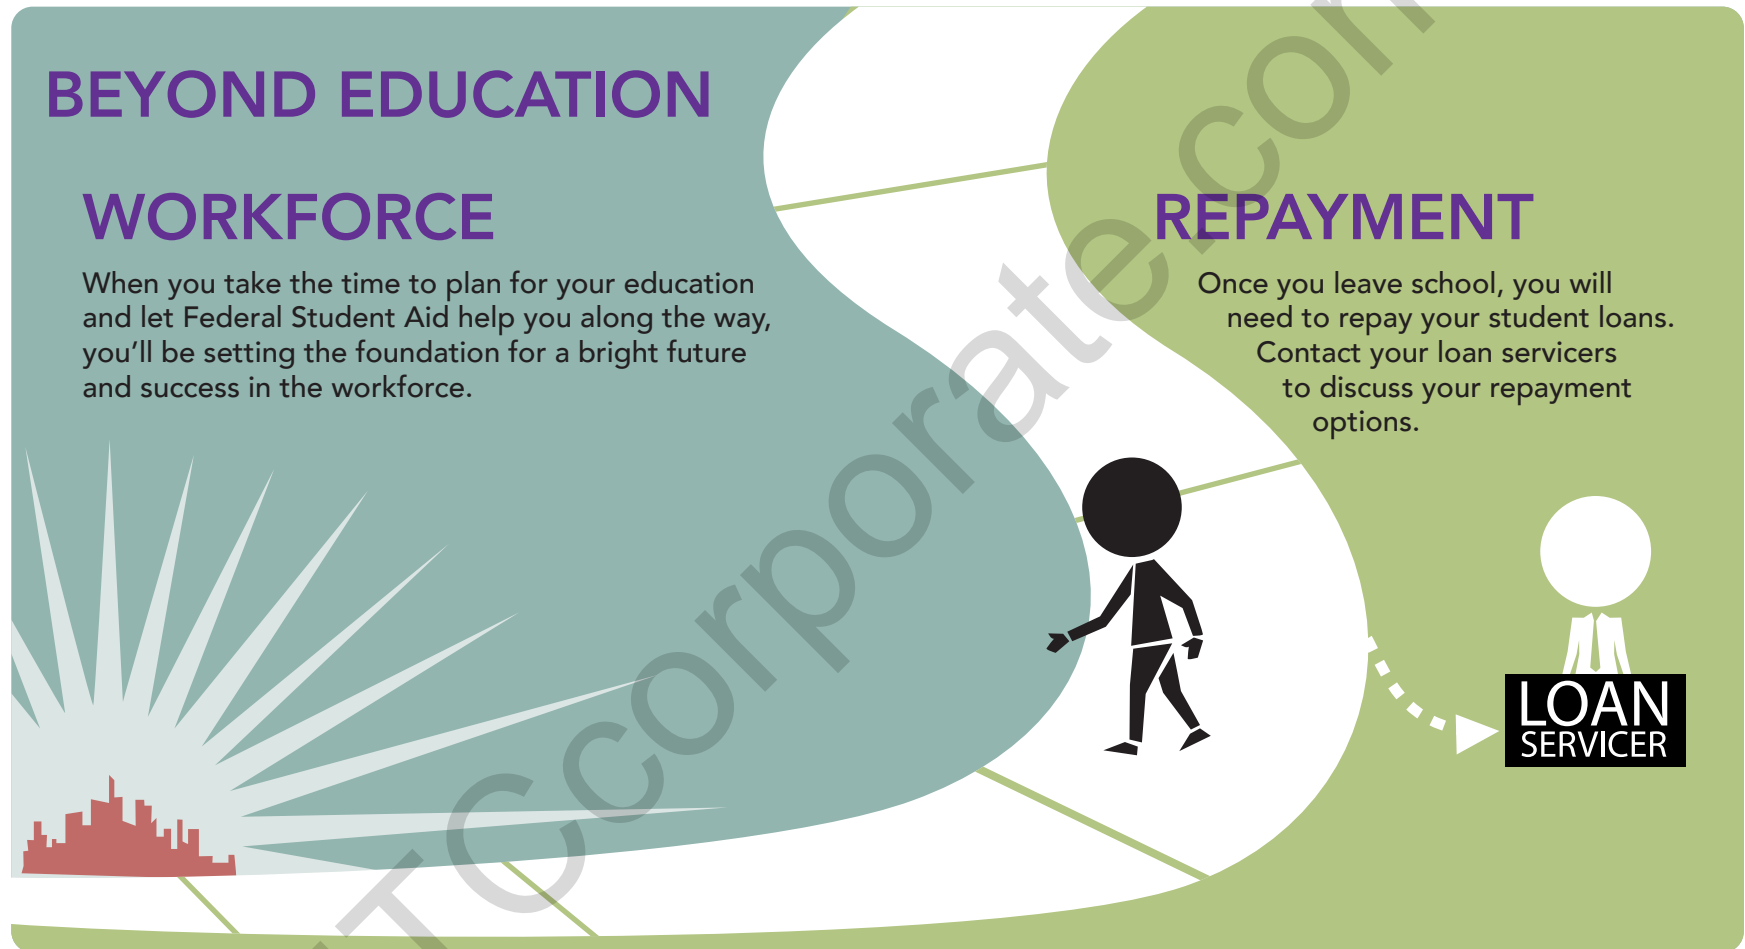 BEYOND EDUCATION
WORKFORCE
When you take the time to plan for your education
and let Federal Student Aid help you along the way,
you'll be setting the foundation for a bright future
and success in the workforce.
REPAYMENT
Once you leave school, you will
need to repay your student loans.
Contact your loan servicers
to discuss your repayment
options.
LOAN
SERVICER
TCcorporate.com